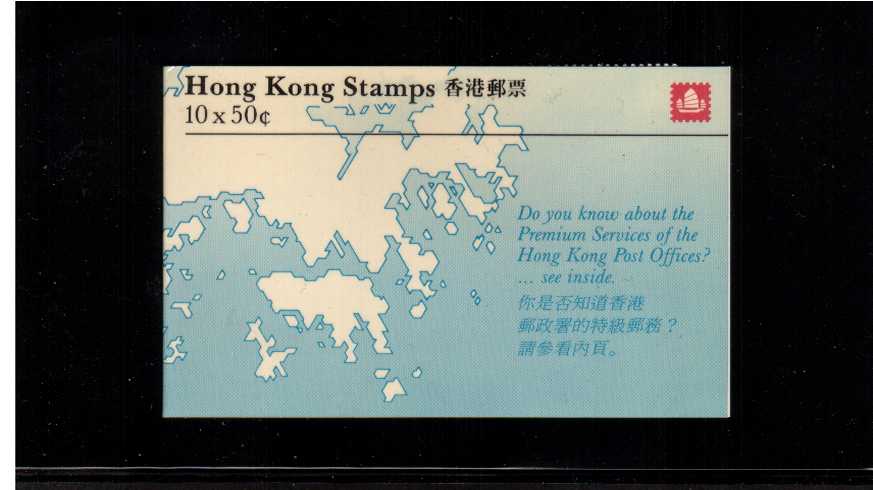 Hong Kong Stamps 香港郵票
10 x 50¢
Do you know about the
Premium Services of the
Hong Kong Post Offices?
... see inside.
你是否知道香港
郵政署的特級郵務？
請參看內頁。